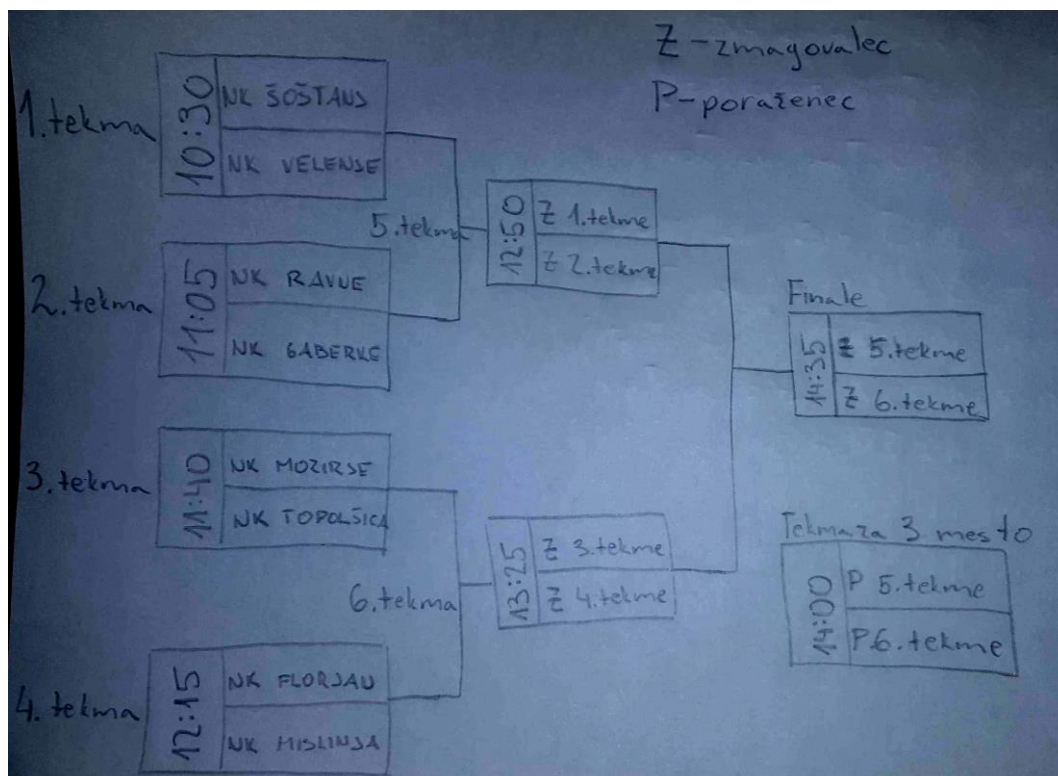 Z - zmagovalec
P - poraženec
1. tekma
10:30
NK ŠOŠTANJ
NK VELENJE
2. tekma
11:05
NK RAVNE
NK GABERKE
3. tekma
11:40
NK MOZIRJE
NK TOPOLŠICA
4. tekma
12:15
NK FLORJAN
NK MISLINJA
5. tekma
12:50
Z 1. tekme
Z 2. tekme
6. tekma
13:25
Z 3. tekme
Z 4. tekme
Finale
14:35
Z 5. tekme
Z 6. tekme
Tekma za 3 mesto
14:00
P 5. tekme
P.6. tekme